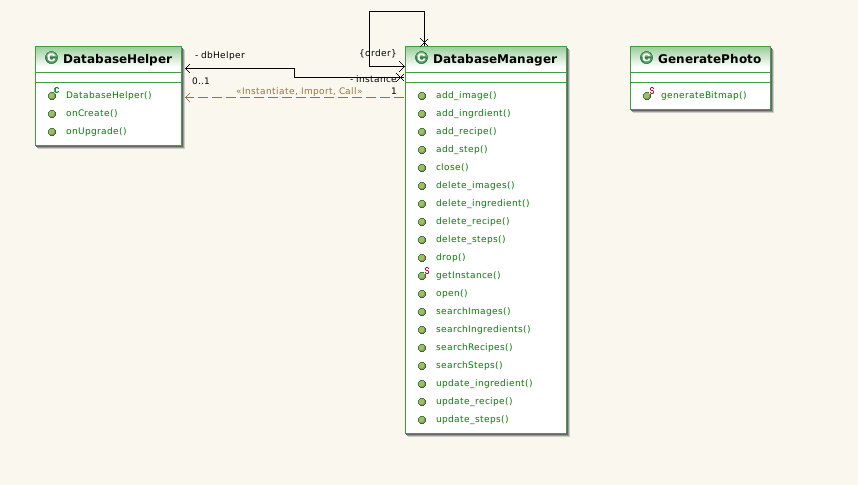 C DatabaseHelper
C DatabaseHelper()
onCreate()
onUpgrade()
- dbHelper
0..1
«Instantiate, Import, Call»
{order}
- instance
1
C DatabaseManager
add_image()
add_ingrdient()
add_recipe()
add_step()
close()
delete_images()
delete_ingredient()
delete_recipe()
delete_steps()
drop()
S getInstance()
open()
searchImages()
searchIngredients()
searchRecipes()
searchSteps()
update_ingredient()
update_recipe()
update_steps()
C GeneratePhoto
S generateBitmap()